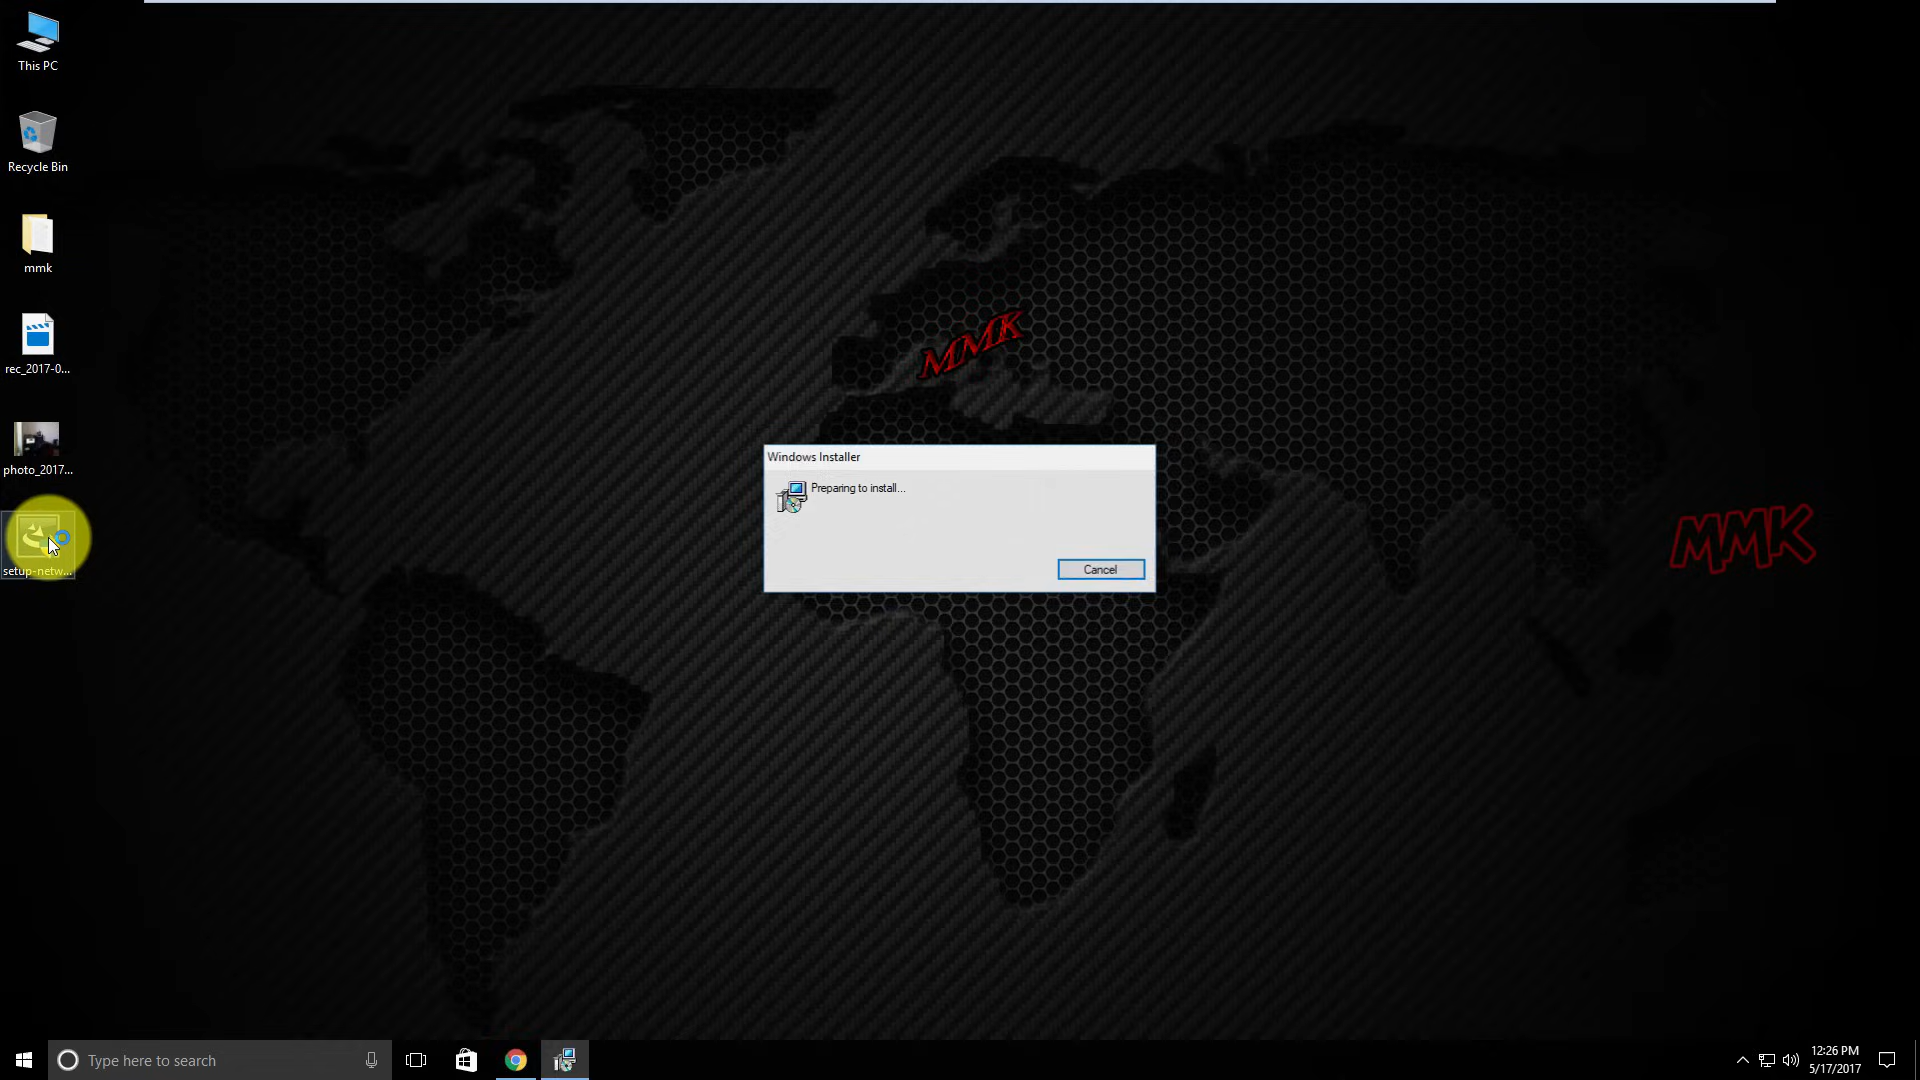 This PC
Recycle Bin
mmk
rec_2017-0...
photo_2017...
setup-netw...
MMK
Windows Installer
Preparing to install...
Cancel
MMK
Type here to search
12:26 PM
5/17/2017